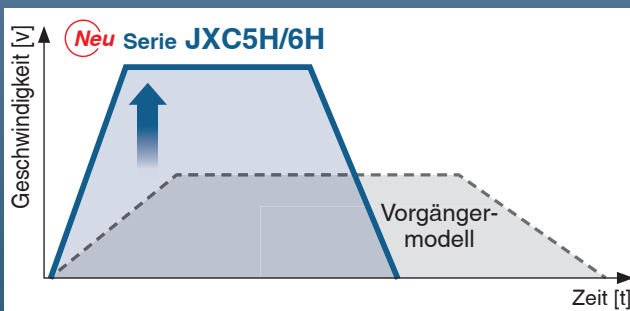 Neu Serie JXC5H/6H
Geschwindigkeit [v]
Vorgänger-
modell
Zeit [t]